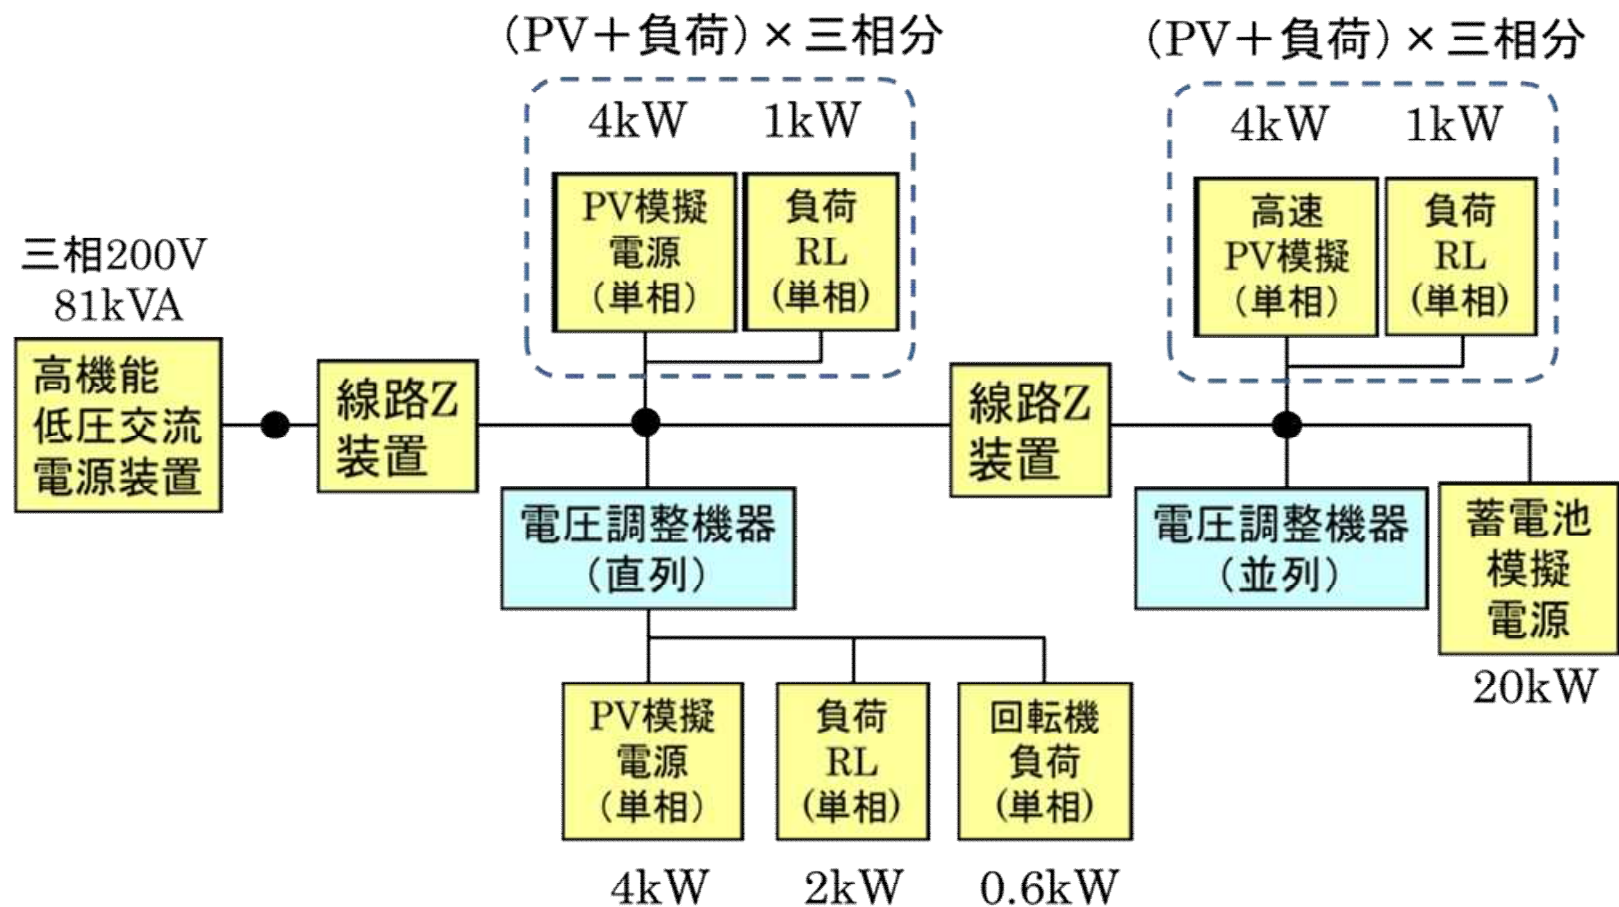 (PV+負荷)×三相分
(PV+負荷)×三相分
4kW
1kW
4kW
1kW
PV模擬
電源
(単相)
負荷
RL
(単相)
高速
PV模擬
(単相)
負荷
RL
(単相)
三相200V
81kVA
高機能
低圧交流
電源装置
線路Z
装置
線路Z
装置
電圧調整機器
(直列)
電圧調整機器
(並列)
蓄電池
模擬
電源
20kW
PV模擬
電源
(単相)
負荷
RL
(単相)
回転機
負荷
(単相)
4kW
2kW
0.6kW